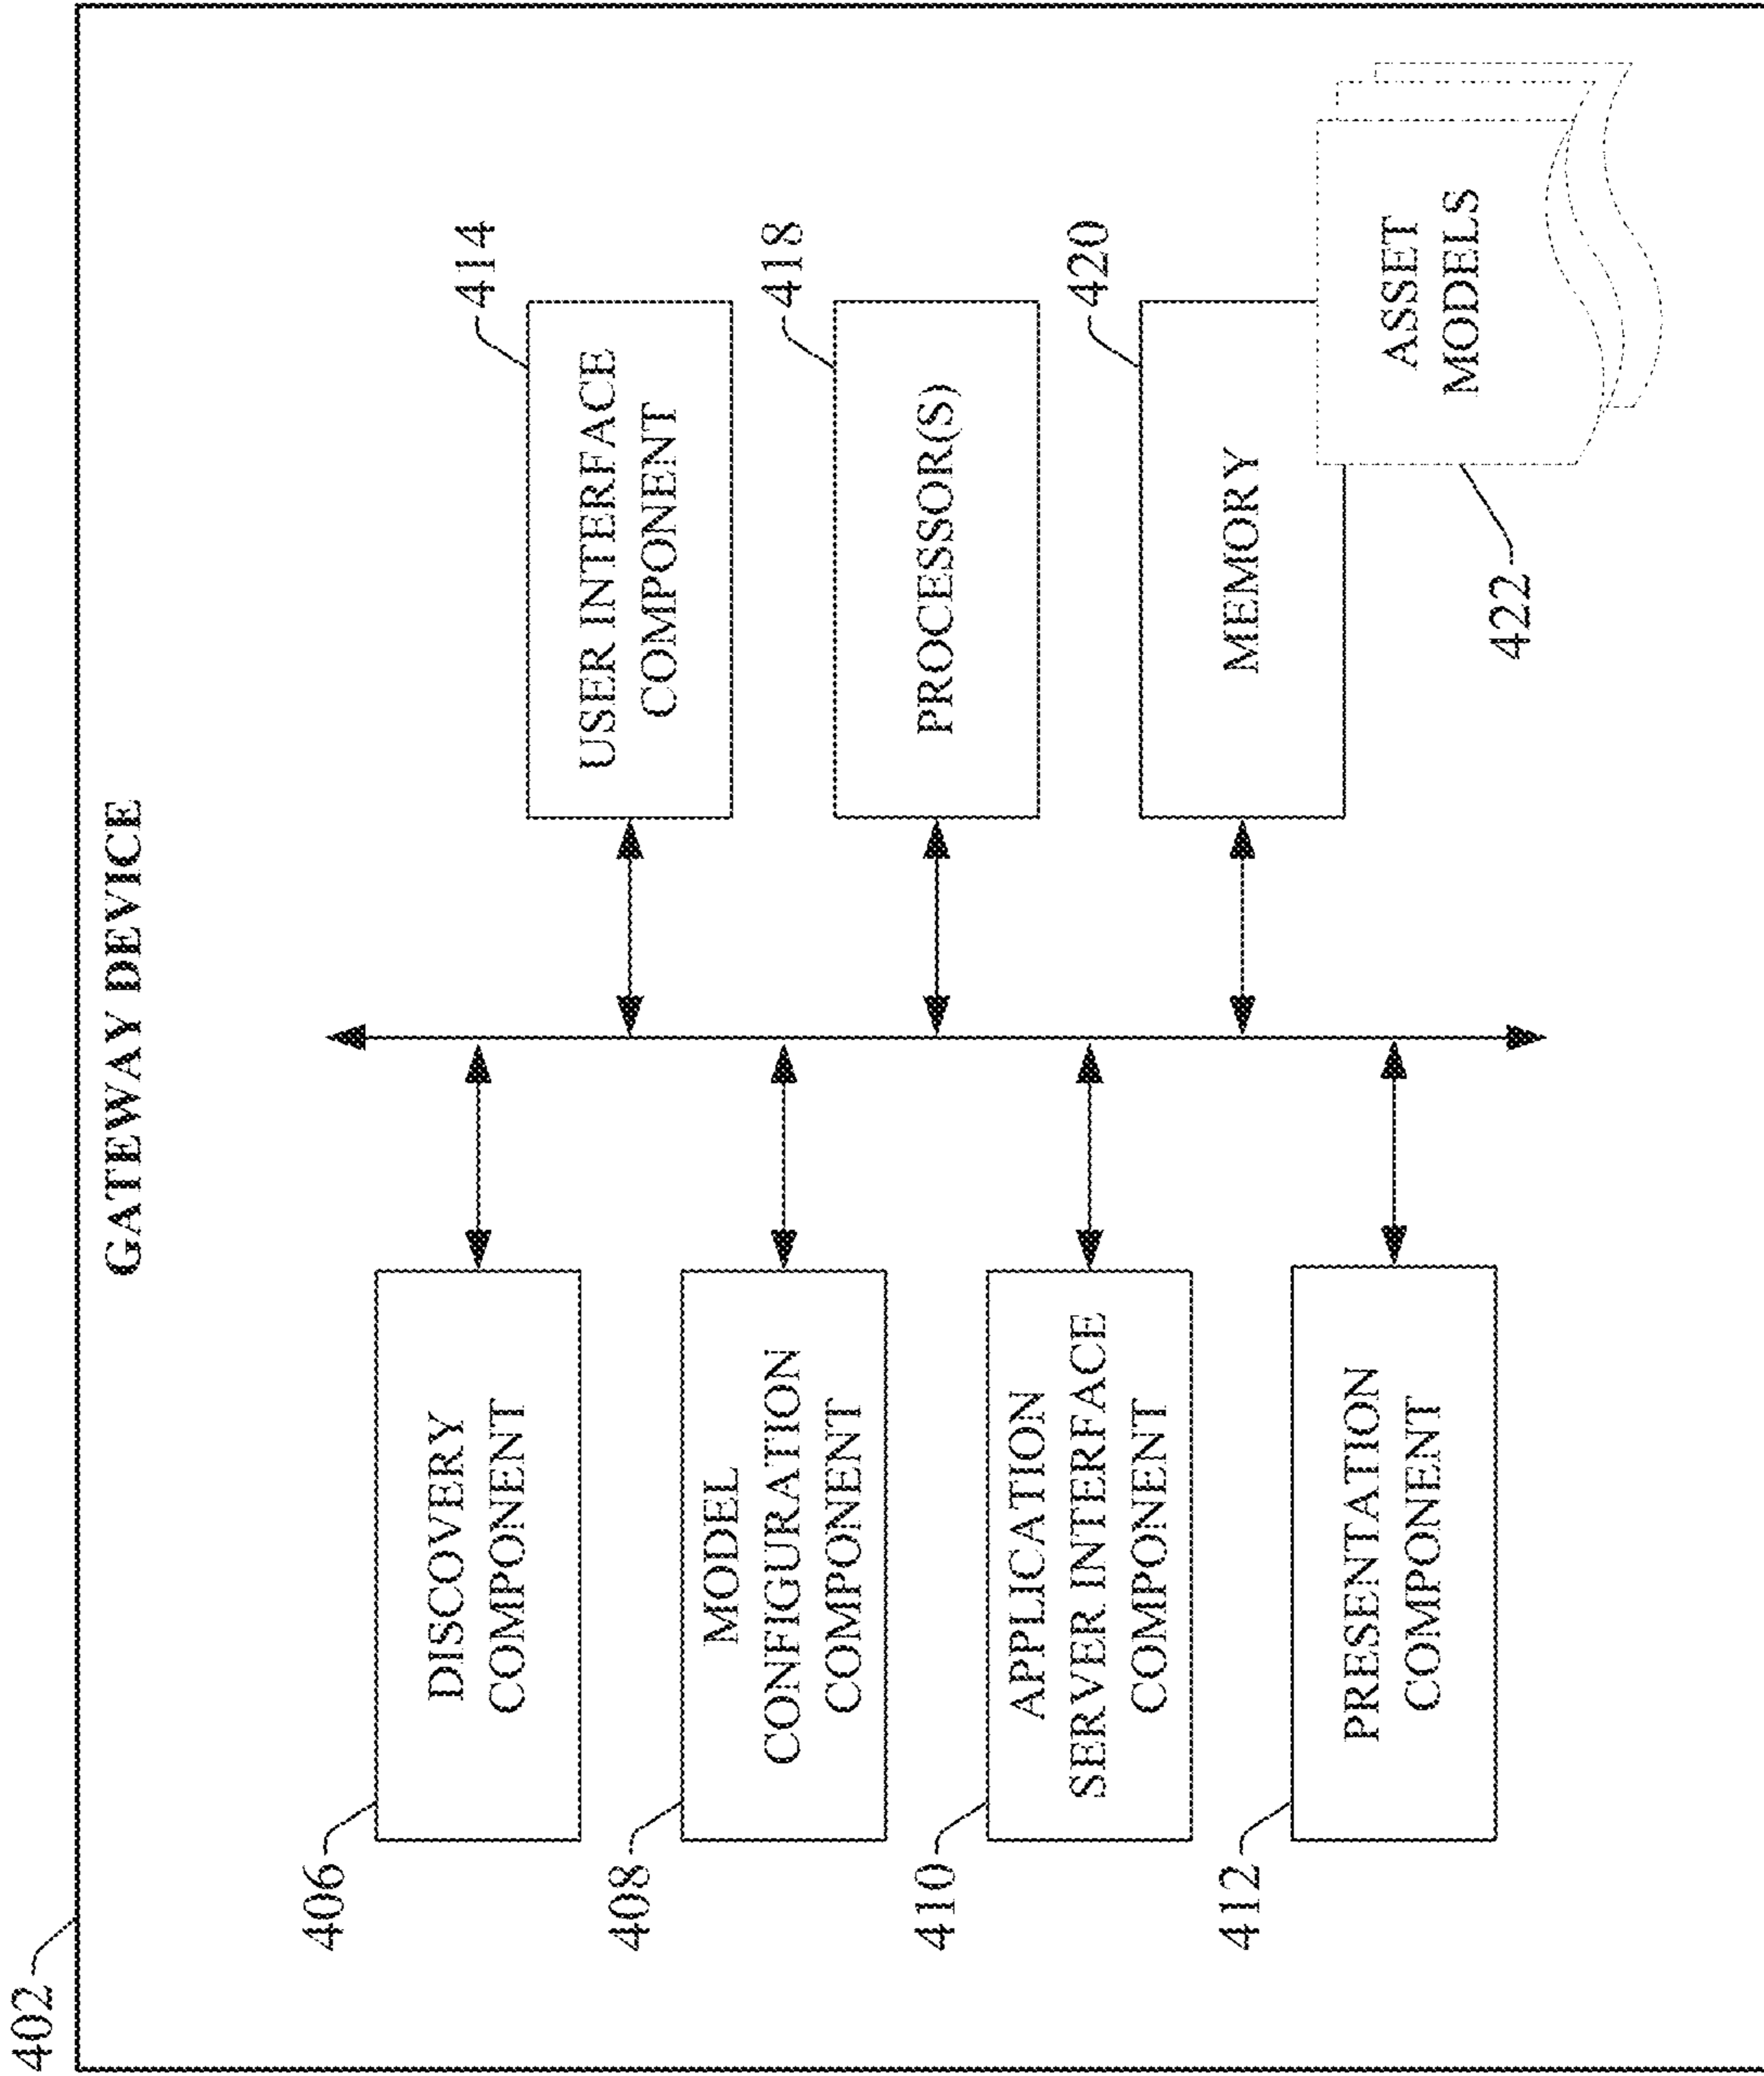 402
GATEWAY DEVICE
406
DISCOVERY
COMPONENT
408
MODEL
CONFIGURATION
COMPONENT
410
APPLICATION
SERVER INTERFACE
COMPONENT
412
PRESENTATION
COMPONENT
414
USER INTERFACE
COMPONENT
418
PROCESSOR(S)
420
MEMORY
ASSET
MODELS
422